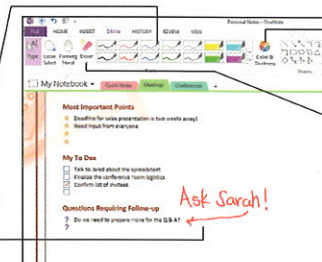 Personal Notes - OneNote
FILE HOME INSERT DRAW HISTORY REVIEW VIEW
Type Lasso Select Panning Hand Eraser Color & Thickness Shapes
My Notebook Quick Notes Meetings Conferences +
Most Important Points
Deadline for sales presentation is two weeks away!
Need input from everyone
My To Dos
Talk to Jared about the spreadsheet
Finalize the conference room logistics
Confirm list of invitees
Ask Sarah!
Questions Requiring Follow-up
? Do we need to prepare more for the Q & A?
?